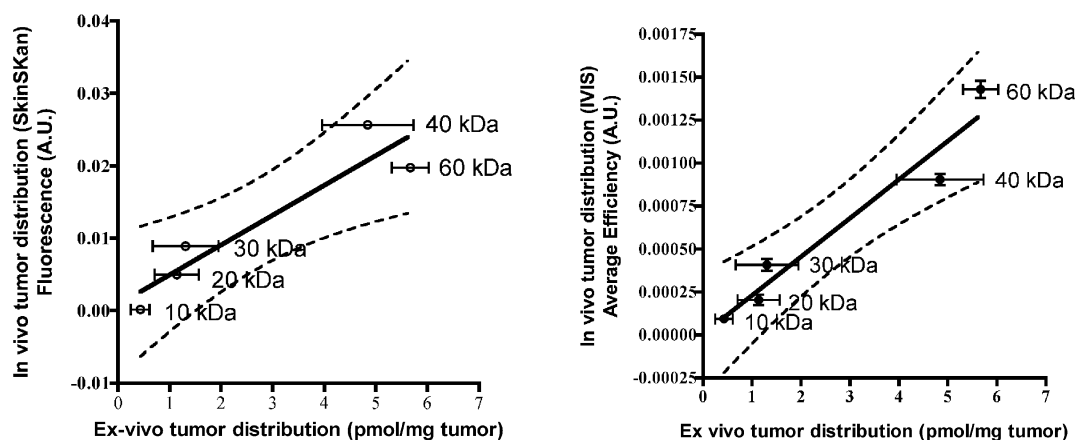 In vivo tumor distribution (SkinSKan)
Fluorescence (A.U.)
0.04
0.03
0.02
0.01
0.00
-0.01
40 kDa
60 kDa
30 kDa
20 kDa
10 kDa
0 1 2 3 4 5 6 7
Ex-vivo tumor distribution (pmol/mg tumor)
In vivo tumor distribution (IVIS)
Average Efficiency (A.U.)
0.00175
0.00150
0.00125
0.00100
0.00075
0.00050
0.00025
0.00000
-0.00025
60 kDa
40 kDa
30 kDa
20 kDa
10 kDa
0 1 2 3 4 5 6 7
Ex vivo tumor distribution (pmol/mg tumor)